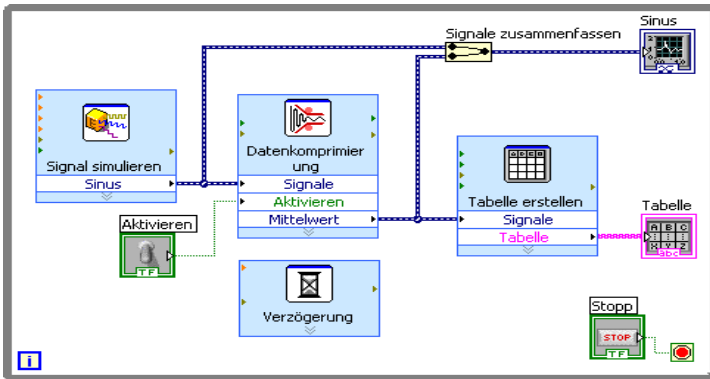 Signale zusammenfassen
Sinus
Signal simulieren
Sinus
Datenkomprimier
ung
Signale
Aktivieren
Mittelwert
Aktivieren
TF
Tabelle erstellen
Signale
Tabelle
Tabelle
A B C
X Y Z
abc
Verzögerung
Stopp
STOP
TF
i